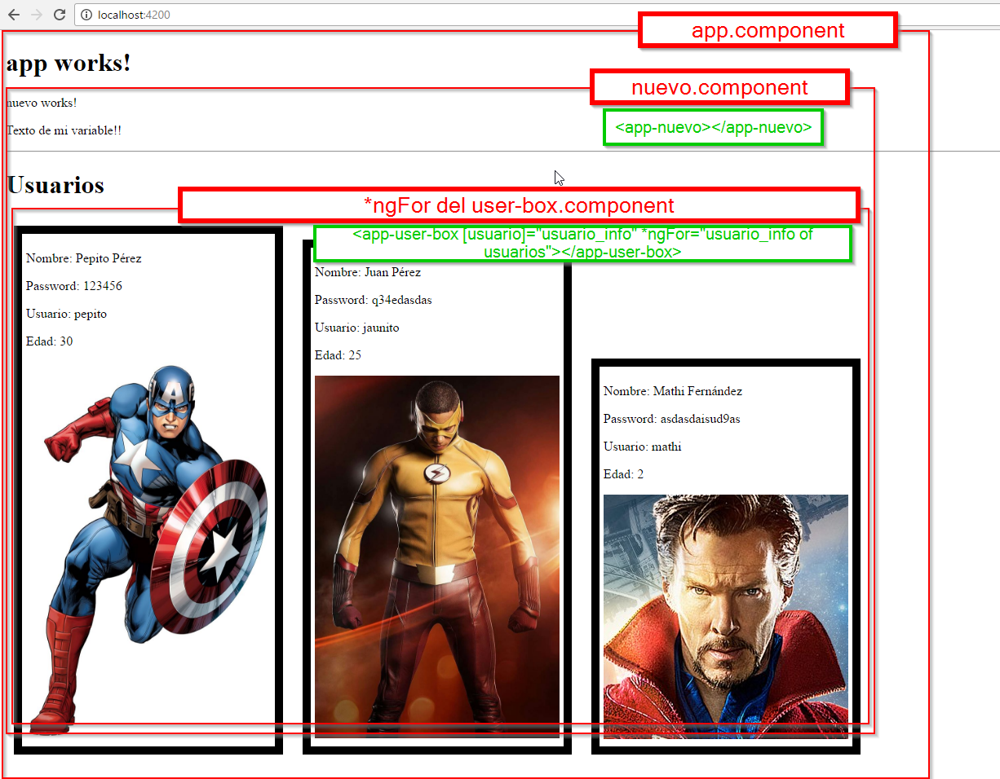 localhost:4200
app.component
app works!
nuevo.component
nuevo works!
<app-nuevo></app-nuevo>
Texto de mi variable!!
Usuarios
*ngFor del user-box.component
<app-user-box [usuario]="usuario_info" *ngFor="usuario_info of
usuarios"></app-user-box>
Nombre: Pepito Pérez
Password: 123456
Usuario: pepito
Edad: 30
Nombre: Juan Pérez
Password: q34edasdas
Usuario: jaunito
Edad: 25
Nombre: Mathi Fernández
Password: asdasdaisud9as
Usuario: mathi
Edad: 2
A